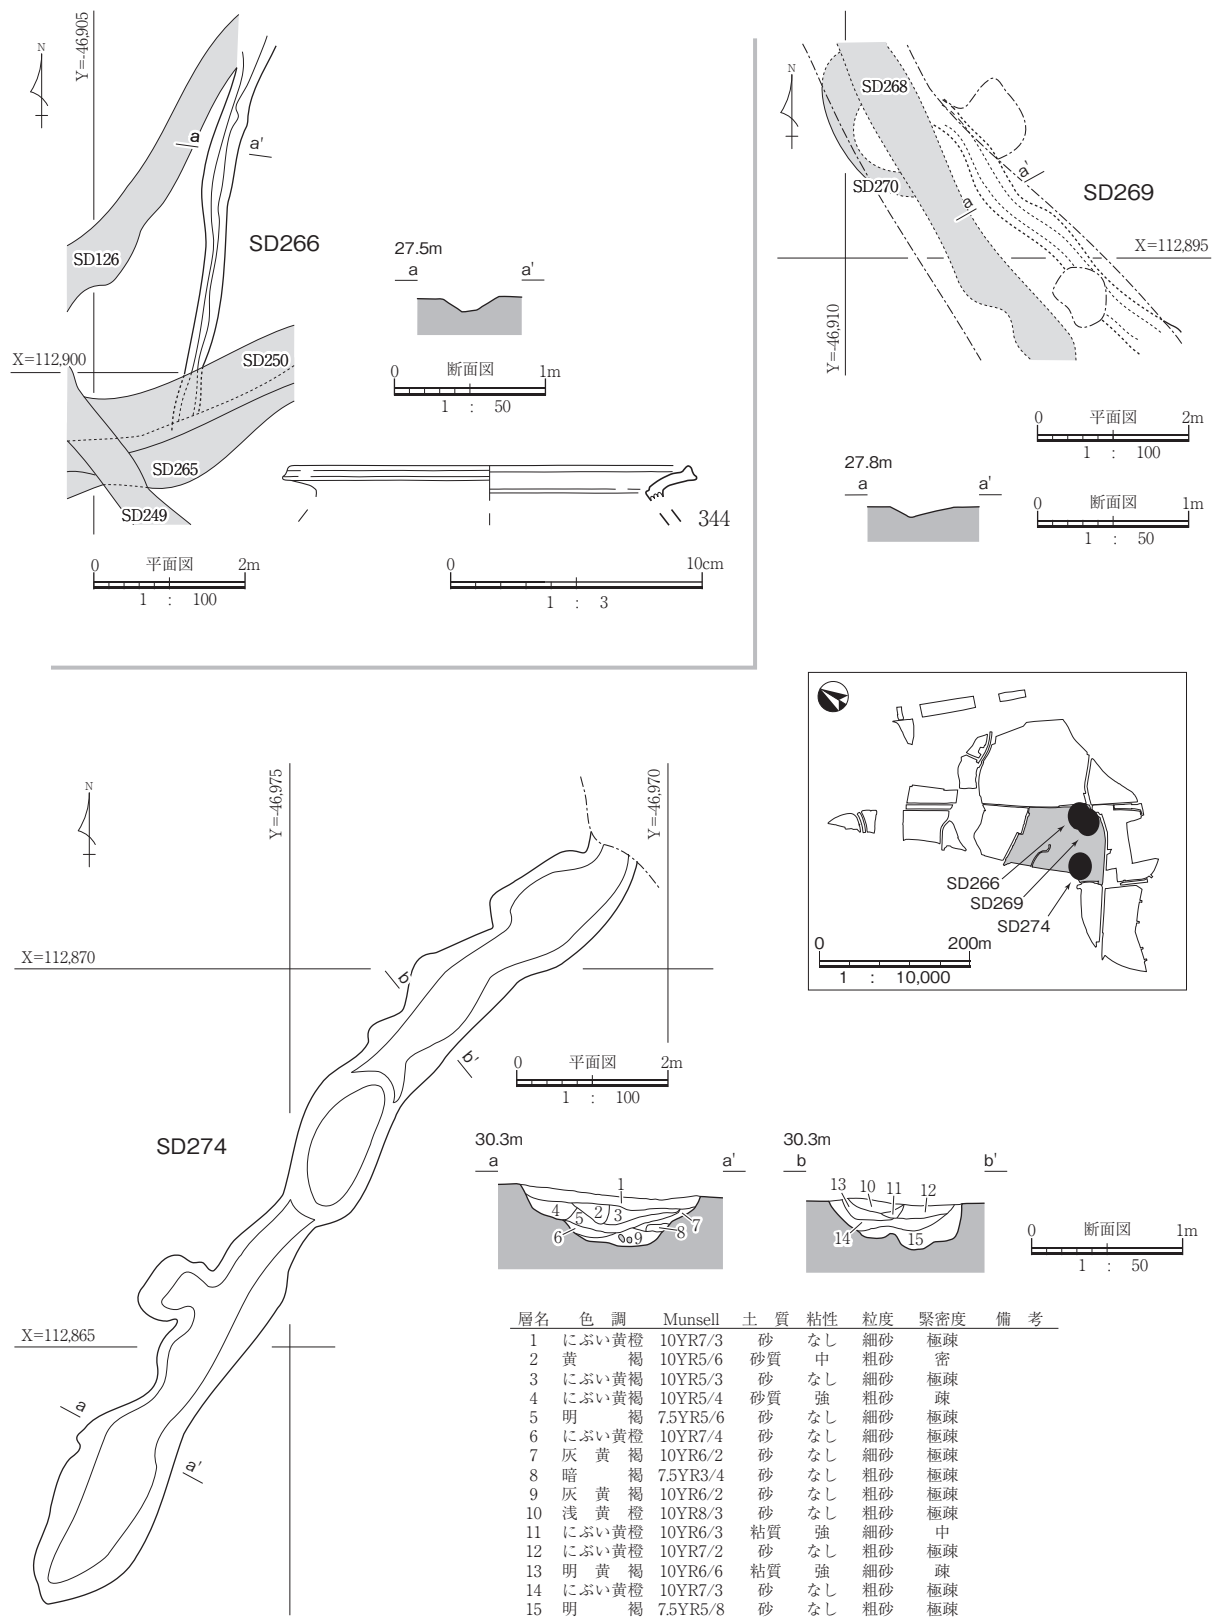 N
Y=-46,905
a
a'
SD126
SD266
X=112,900
SD250
SD265
SD249
27.5m
a a'
0 断面図 1m
1 : 50
344
0 平面図 2m
1 : 100
0 10cm
1 : 3
N
SD268
SD270
a'
a
SD269
X=112,895
Y=-46,910
0 平面図 2m
1 : 100
27.8m
a a'
0 断面図 1m
1 : 50
SD266
SD269
SD274
0 200m
1 : 10,000
N
Y=-46,975
Y=-46,970
X=112,870
b
b'
0 平面図 2m
1 : 100
SD274
X=112,865
a
a'
30.3m
a a'
1
4 5 2 3
7
6 9 8
30.3m
b b'
13 10 11 12
14 15
0 断面図 1m
1 : 50
層名 色 調 Munsell 土 質 粘性 粒度 緊密度 備 考
1 にぶい黄橙 10YR7/3 砂 なし 細砂 極疎
2 黄 褐 10YR5/6 砂質 中 粗砂 密
3 にぶい黄褐 10YR5/3 砂 なし 細砂 極疎
4 にぶい黄褐 10YR5/4 砂質 強 粗砂 疎
5 明 褐 7.5YR5/6 砂 なし 細砂 極疎
6 にぶい黄橙 10YR7/4 砂 なし 細砂 極疎
7 灰 黄 褐 10YR6/2 砂 なし 細砂 極疎
8 暗 褐 7.5YR3/4 砂 なし 粗砂 極疎
9 灰 黄 褐 10YR6/2 砂 なし 粗砂 極疎
10 浅 黄 橙 10YR8/3 砂 なし 粗砂 極疎
11 にぶい黄橙 10YR6/3 粘質 強 細砂 中
12 にぶい黄橙 10YR7/2 砂 なし 粗砂 極疎
13 明 黄 褐 10YR6/6 粘質 強 細砂 疎
14 にぶい黄橙 10YR7/3 砂 なし 粗砂 極疎
15 明 褐 7.5YR5/8 砂 なし 粗砂 極疎